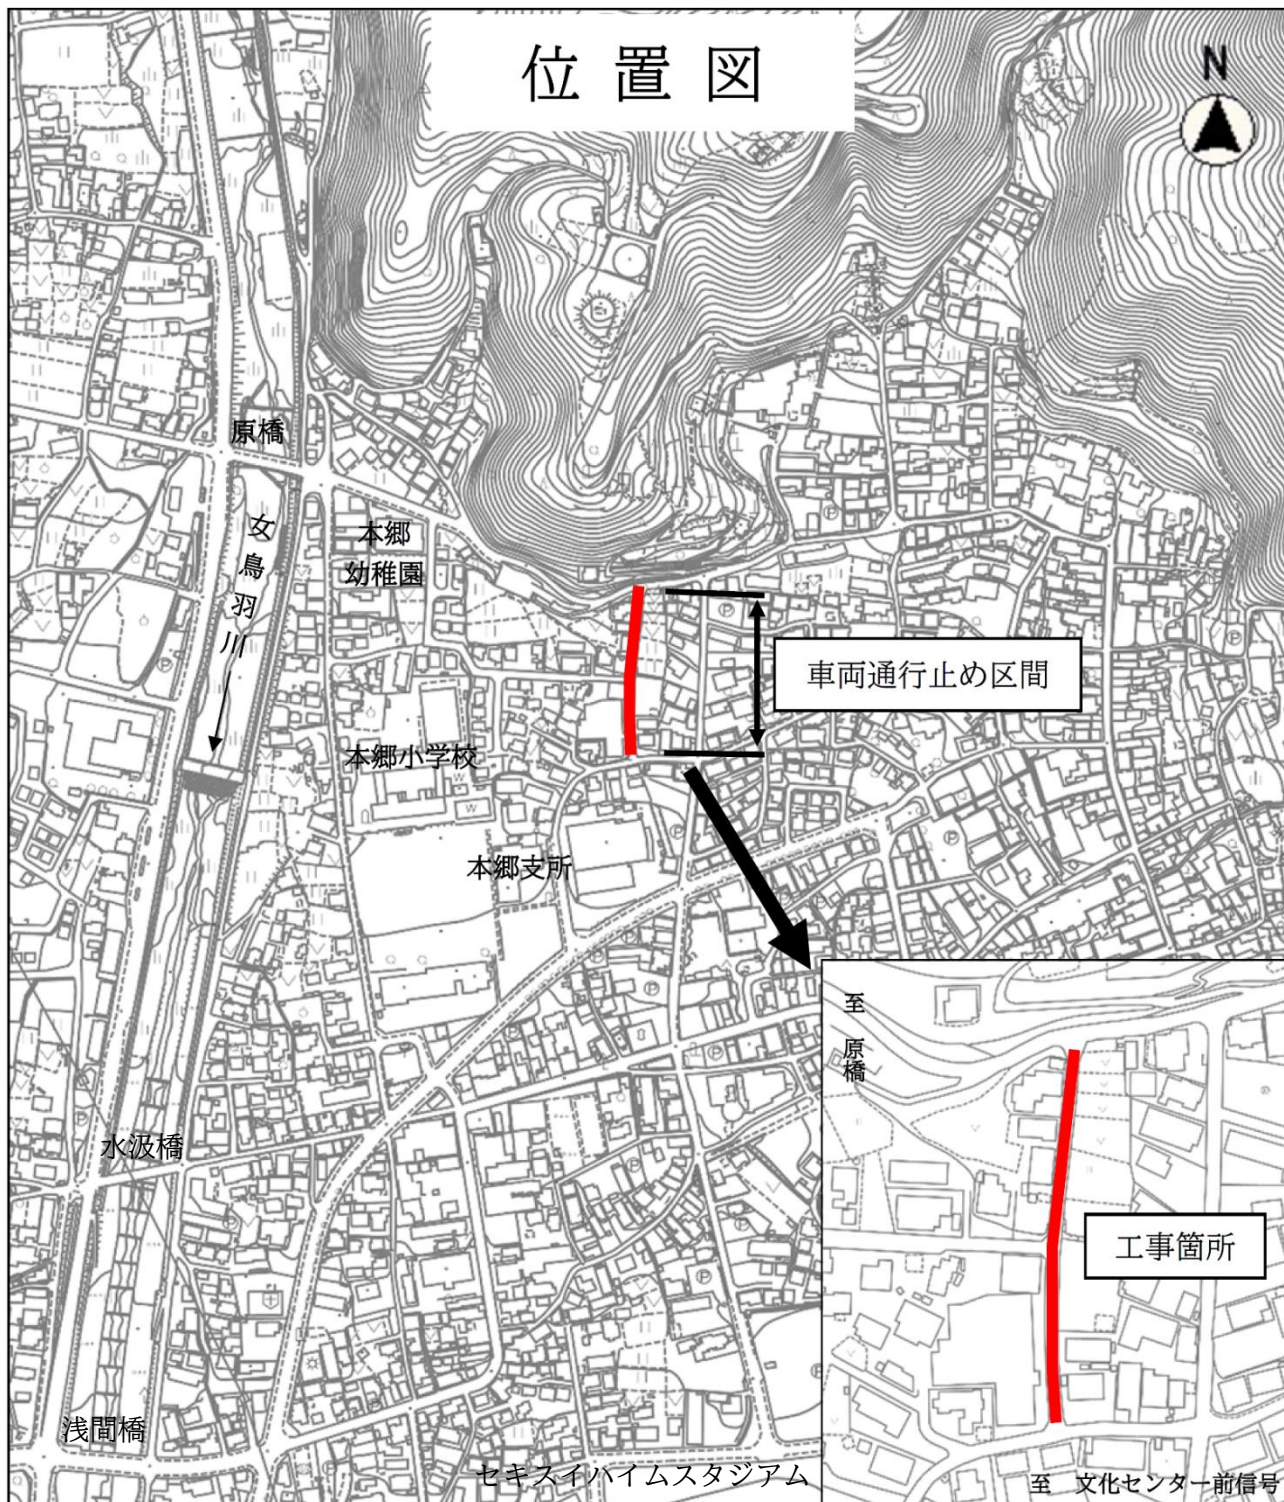 位置図
N
原橋
女鳥羽川
本郷
幼稚園
車両通行止め区間
本郷小学校
本郷支所
水汲橋
浅間橋
セキスイハイムスタジアム
至 原橋
工事箇所
至 文化センター前信号